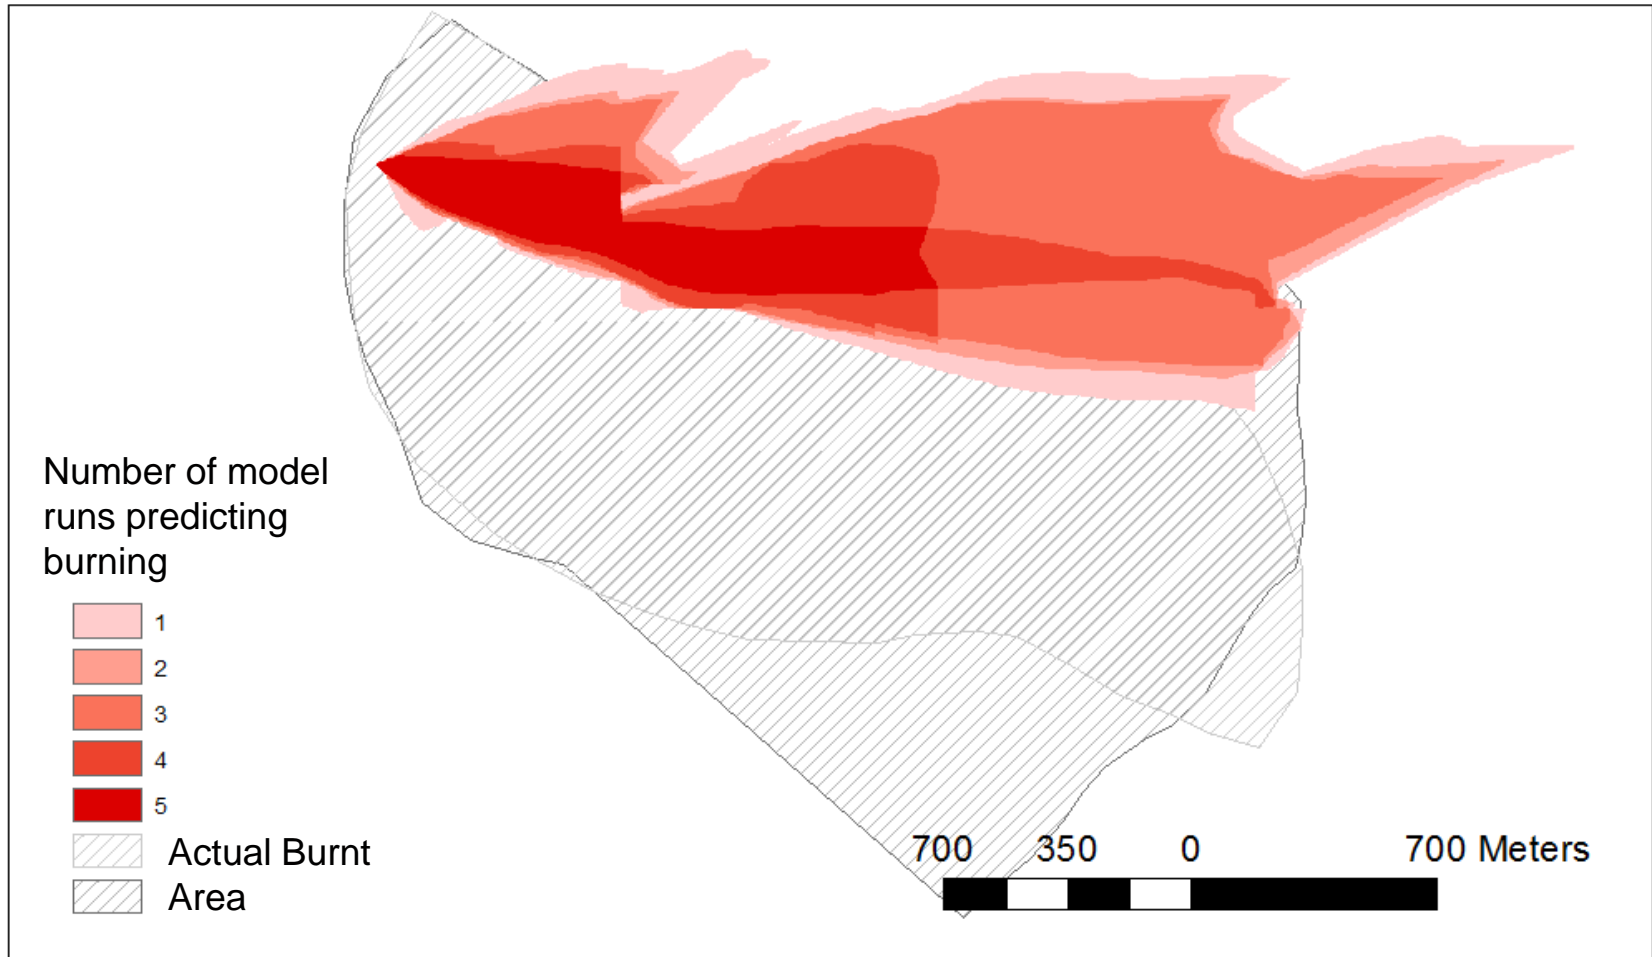 Number of model
runs predicting
burning
1
2
3
4
5
Actual Burnt
Area
700 350 0 700 Meters